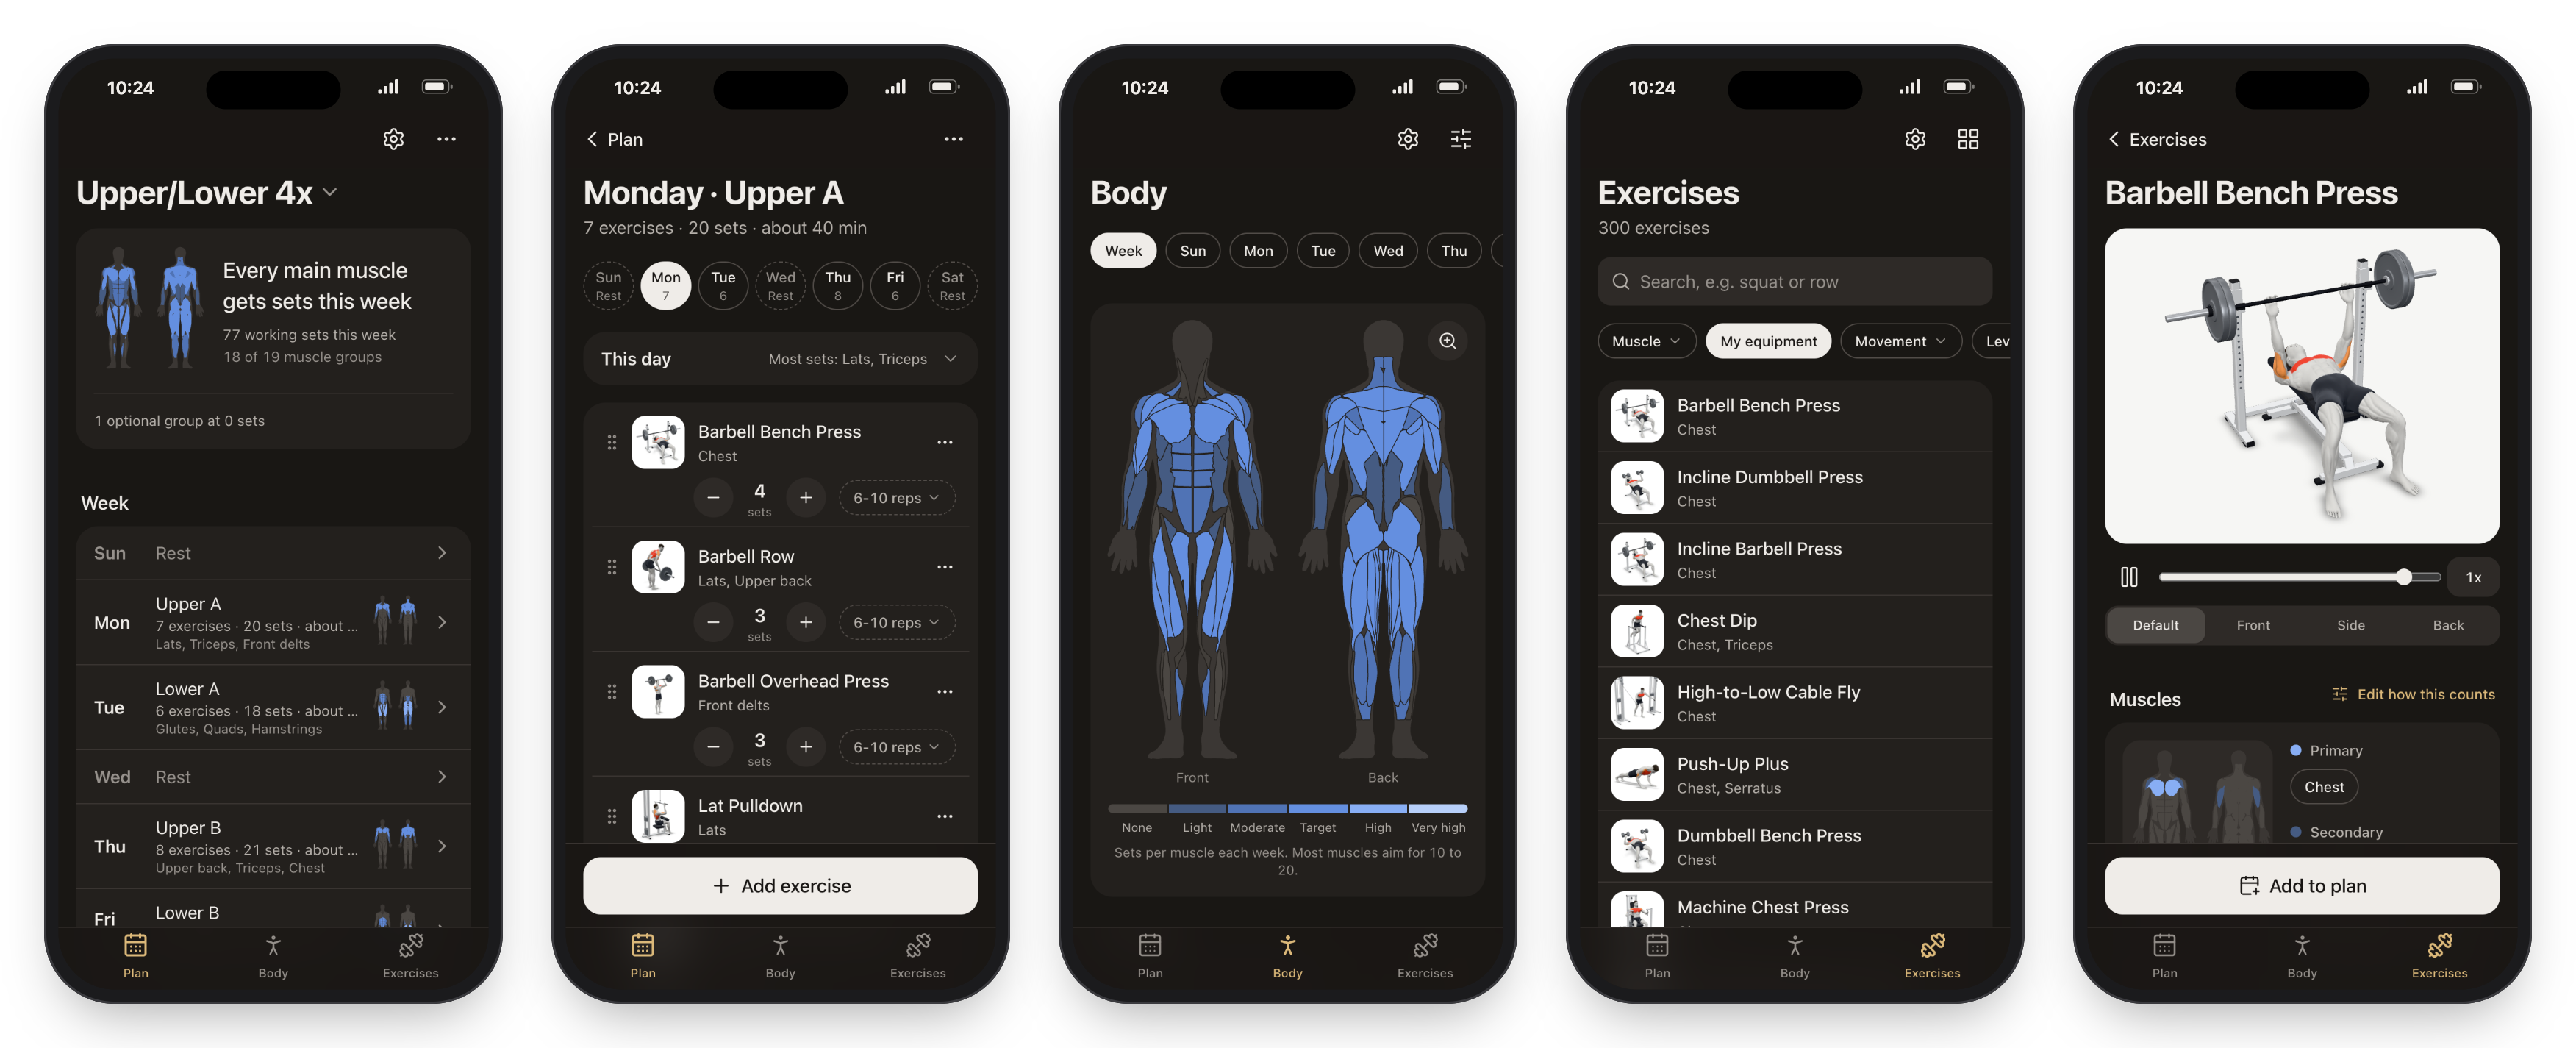 10:24
Upper/Lower 4x
Every main muscle
gets sets this week
77 working sets this week
18 of 19 muscle groups
1 optional group at 0 sets
Week
Sun Rest
Mon Upper A
7 exercises · 20 sets · about ...
Lats, Triceps, Front delts
Tue Lower A
6 exercises · 18 sets · about ...
Glutes, Quads, Hamstrings
Wed Rest
Thu Upper B
8 exercises · 21 sets · about ...
Upper back, Triceps, Chest
Fri Lower B
Plan Body Exercises
10:24
Plan
Monday · Upper A
7 exercises · 20 sets · about 40 min
Sun Mon Tue Wed Thu Fri Sat
Rest 7 6 Rest 8 6 Rest
This day Most sets: Lats, Triceps
Barbell Bench Press
Chest
4 sets 6-10 reps
Barbell Row
Lats, Upper back
3 sets 6-10 reps
Barbell Overhead Press
Front delts
3 sets 6-10 reps
Lat Pulldown
Lats
+ Add exercise
Plan Body Exercises
10:24
Body
Week Sun Mon Tue Wed Thu
Front Back
None Light Moderate Target High Very high
Sets per muscle each week. Most muscles aim for 10 to
20.
Plan Body Exercises
10:24
Exercises
300 exercises
Search, e.g. squat or row
Muscle My equipment Movement Lev
Barbell Bench Press
Chest
Incline Dumbbell Press
Chest
Incline Barbell Press
Chest
Chest Dip
Chest, Triceps
High-to-Low Cable Fly
Chest
Push-Up Plus
Chest, Serratus
Dumbbell Bench Press
Chest
Machine Chest Press
Plan Body Exercises
10:24
Exercises
Barbell Bench Press
1x
Default Front Side Back
Muscles Edit how this counts
Primary
Chest
Secondary
Add to plan
Plan Body Exercises